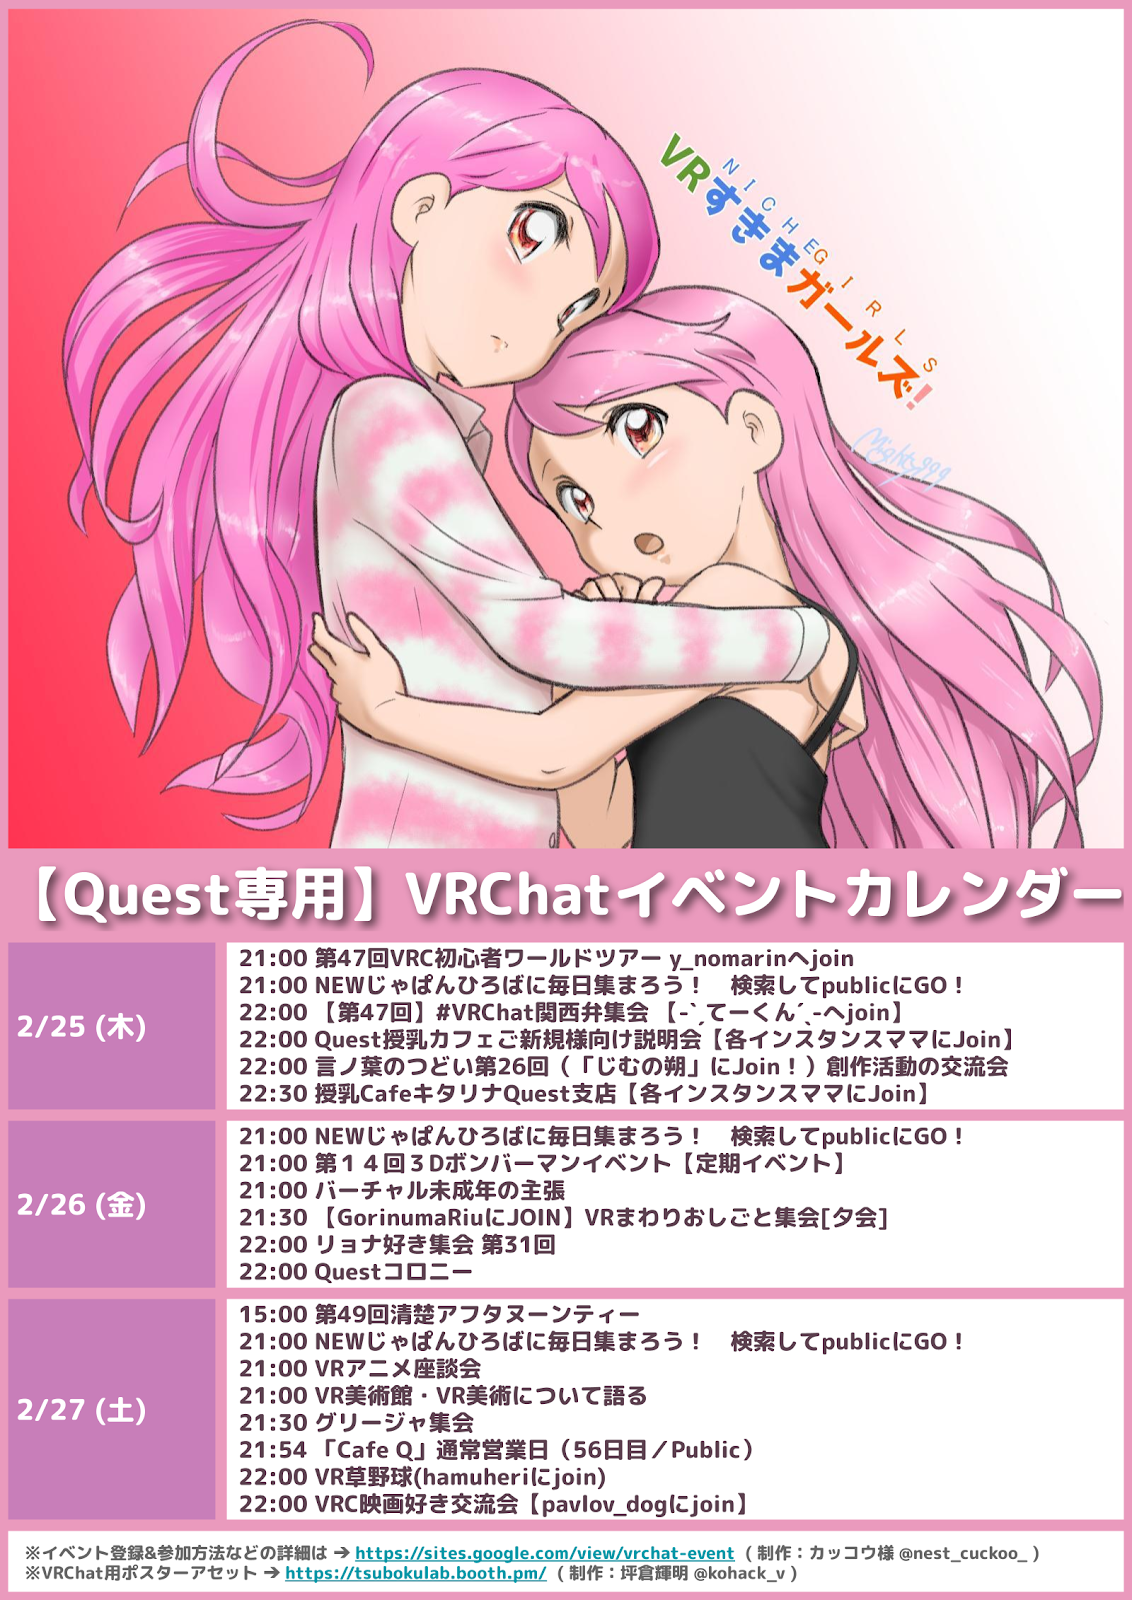 NICHE GIRLS
VRすきまガールズ!
Mighty999
【Quest専用】VRChatイベントカレンダー
2/25 (木)
21:00 第47回VRC初心者ワールドツアー y_nomarinへjoin
21:00 NEWじゃぱんひろばに毎日集まろう！　検索してpublicにGO！
22:00 【第47回】#VRChat関西弁集会 【-`ˏてーくん´ˎ-へjoin】
22:00 Quest授乳カフェご新規様向け説明会【各インスタンスママにJoin】
22:00 言ノ葉のつどい第26回（「じむの朔」にJoin！）創作活動の交流会
22:30 授乳CafeキタリナQuest支店【各インスタンスママにJoin】
2/26 (金)
21:00 NEWじゃぱんひろばに毎日集まろう！　検索してpublicにGO！
21:00 第１４回３Dボンバーマンイベント【定期イベント】
21:00 バーチャル未成年の主張
21:30 【GorinumaRiuにJOIN】VRまわりおしごと集会[夕会]
22:00 リョナ好き集会 第31回
22:00 Questコロニー
2/27 (土)
15:00 第49回清楚アフタヌーンティー
21:00 NEWじゃぱんひろばに毎日集まろう！　検索してpublicにGO！
21:00 VRアニメ座談会
21:00 VR美術館・VR美術について語る
21:30 グリージャ集会
21:54 「Cafe Q」通常営業日（56日目／Public）
22:00 VR草野球(hamuheriにjoin)
22:00 VRC映画好き交流会【pavlov_dogにjoin】
※イベント登録&参加方法などの詳細は → https://sites.google.com/view/vrchat-event （制作：カッコウ様 @nest_cuckoo_ ）
※VRChat用ポスターアセット → https://tsubokulab.booth.pm/ （制作：坪倉輝明 @kohack_v ）